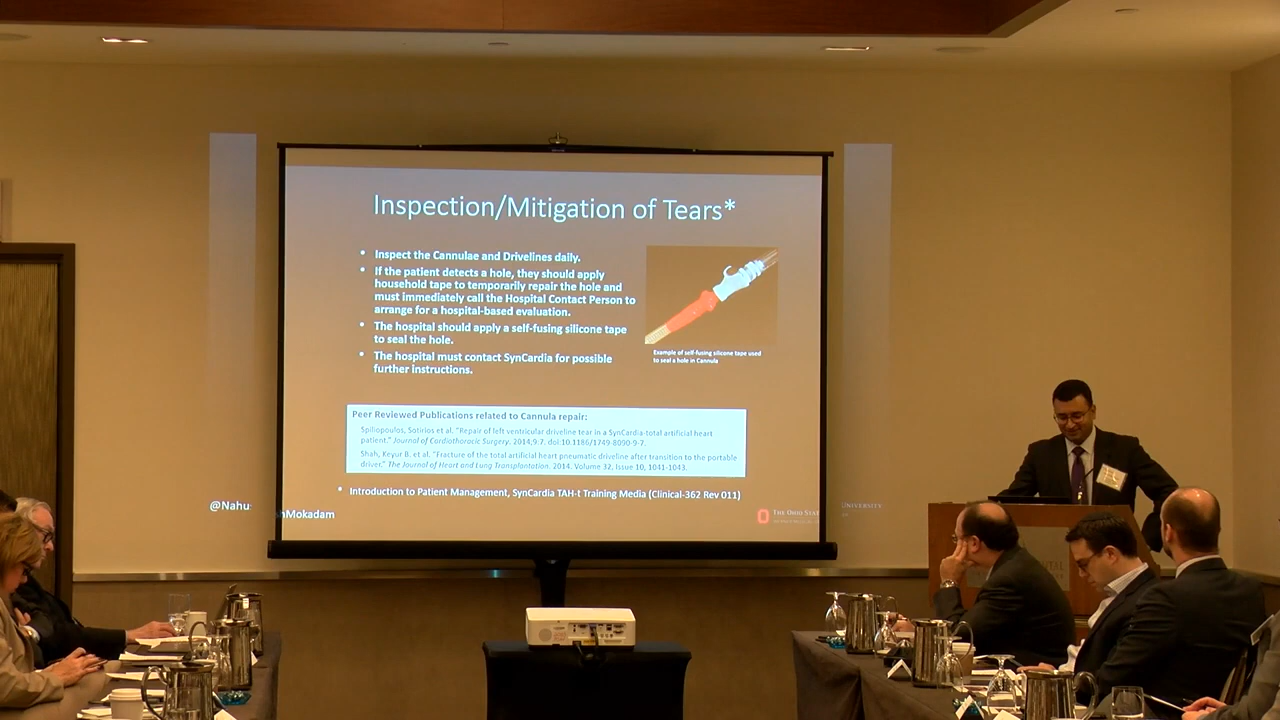 Inspection/Mitigation of Tears*
• Inspect the Cannulae and Drivelines daily.
• If the patient detects a hole, they should apply
household tape to temporarily repair the hole and
must immediately call the Hospital Contact Person to
arrange for a hospital-based evaluation.
• The hospital should apply a self-fusing silicone tape
to seal the hole.
• The hospital must contact SynCardia for possible
further instructions.
Example of self-fusing silicone tape used
to seal a hole in Cannula
Peer Reviewed Publications related to Cannula repair:
Spiliopoulos, Sotirios et al. "Repair of left ventricular driveline tear in a SynCardia-total artificial heart
patient." Journal of Cardiothoracic Surgery. 2014,9:7. doi:10.1186/1749-8090-9-7.
Shah, Keyur B. et al. "Fracture of the total artificial heart pneumatic driveline after transition to the portable
driver." The Journal of Heart and Lung Transplantation. 2014. Volume 32, Issue 10, 1041-1043.
• Introduction to Patient Management, SynCardia TAH-t Training Media (Clinical-362 Rev 011)
@Nahu
hMokadam
The Ohio Stat
University